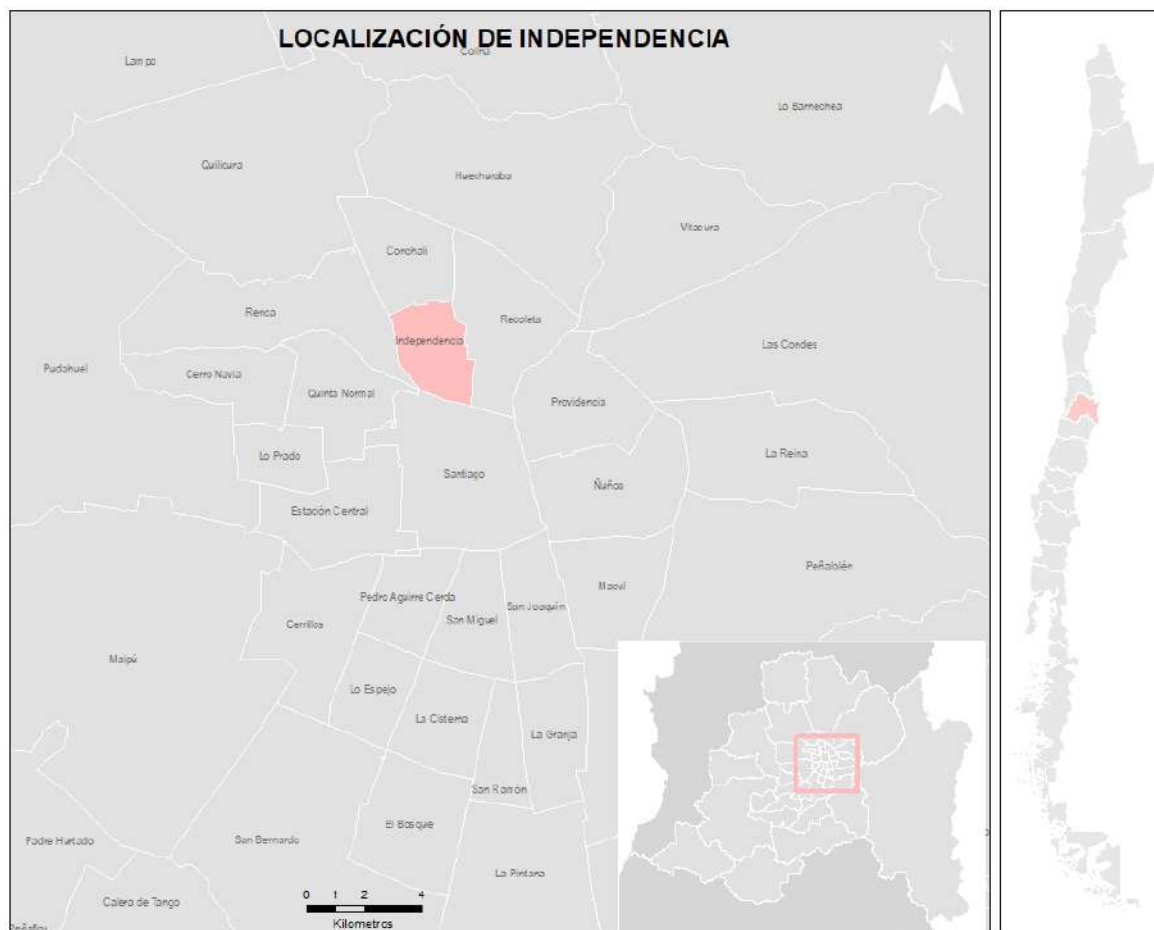 LOCALIZACIÓN DE INDEPENDENCIA
Colina
N
Lampa
Lo Barnechea
Quilicura
Huechuraba
Vitacura
Conchalí
Renca
Recoleta
Independencia
Las Condes
Pudahuel
Cerro Navia
Quinta Normal
Providencia
Lo Prado
Santiago
La Reina
Ñuñoa
Estación Central
Peñalolén
Macul
Pedro Aguirre Cerda
San Joaquín
San Miguel
Cerrillos
Maipú
Lo Espejo
La Cisterna
La Granja
San Ramón
El Bosque
Padre Hurtado
San Bernardo
La Pintana
Calera de Tango
0 1 2 4
Kilometros
Peñaflor